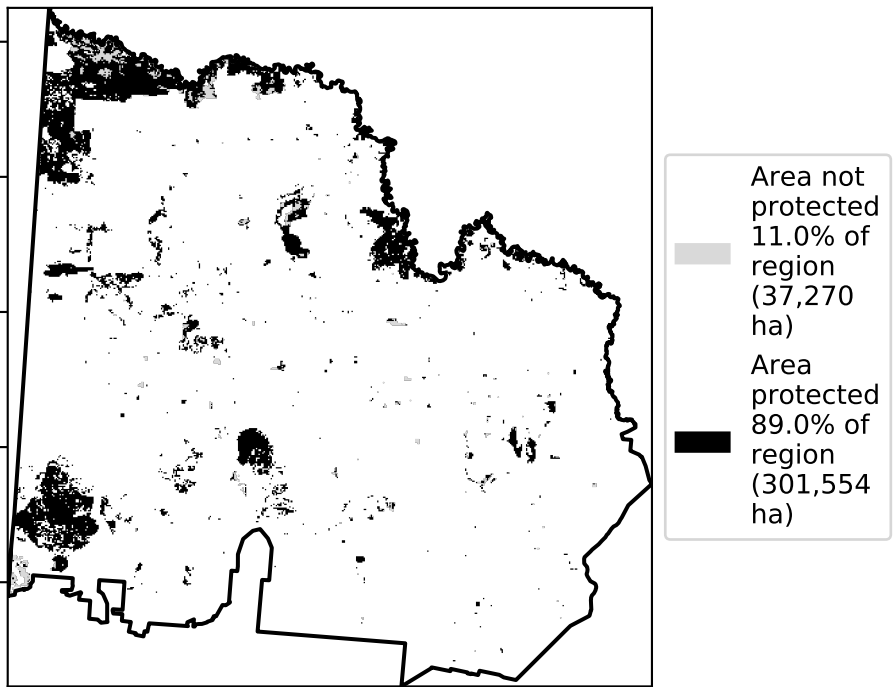 Area not
protected
11.0% of
region
(37,270
ha)
Area
protected
89.0% of
region
(301,554
ha)